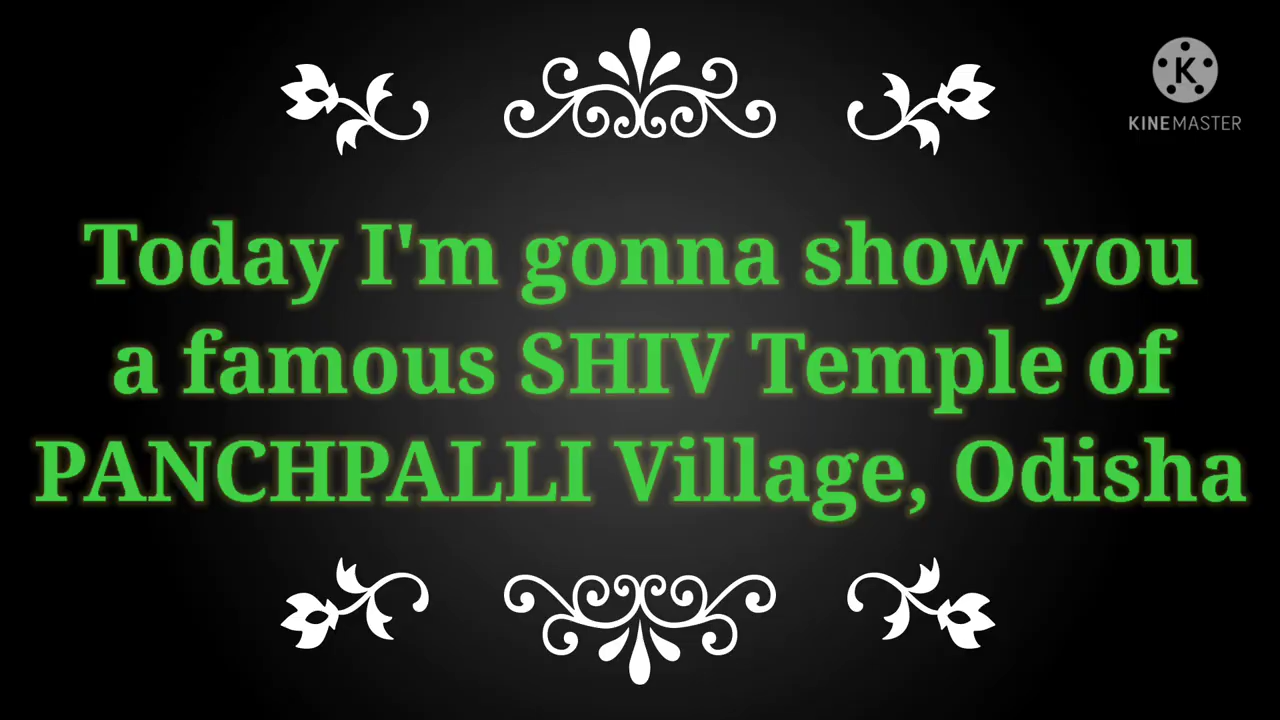 KINEMASTER
Today I'm gonna show you
a famous SHIV Temple of
PANCHPALLI Village, Odisha